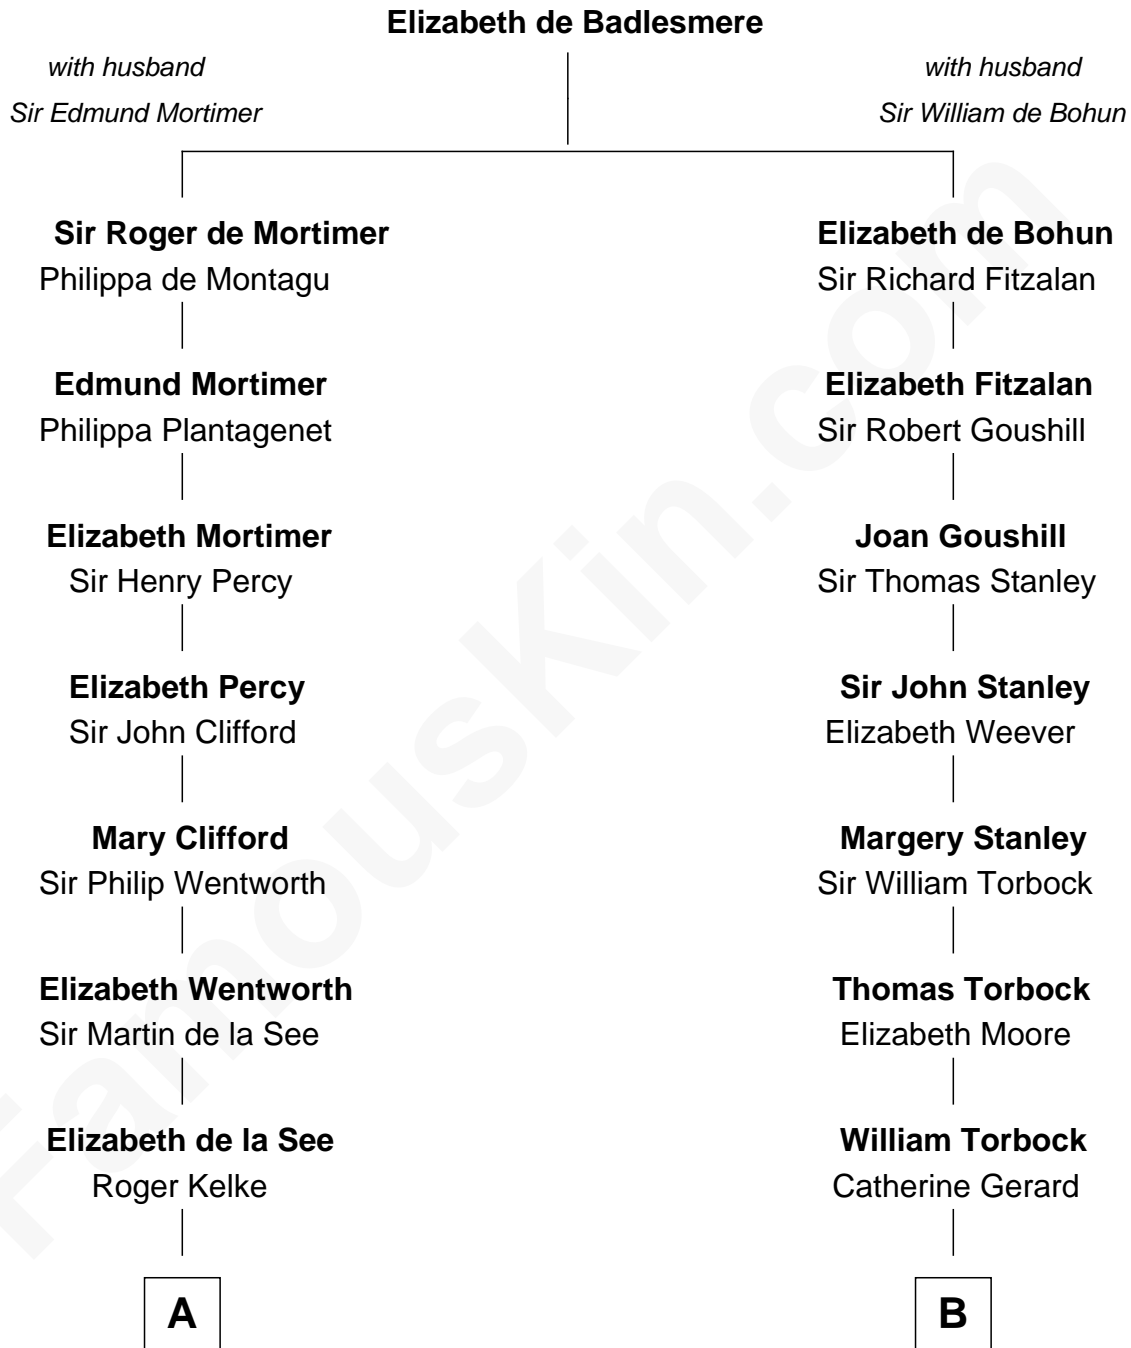 Elizabeth de Badlesmere
with husband
Sir Edmund Mortimer
with husband
Sir William de Bohun
Sir Roger de Mortimer
Philippa de Montagu
Elizabeth de Bohun
Sir Richard Fitzalan
Edmund Mortimer
Philippa Plantagenet
Elizabeth Fitzalan
Sir Robert Goushill
Elizabeth Mortimer
Sir Henry Percy
Joan Goushill
Sir Thomas Stanley
Elizabeth Percy
Sir John Clifford
Sir John Stanley
Elizabeth Weever
Mary Clifford
Sir Philip Wentworth
Margery Stanley
Sir William Torbock
Elizabeth Wentworth
Sir Martin de la See
Thomas Torbock
Elizabeth Moore
Elizabeth de la See
Roger Kelke
William Torbock
Catherine Gerard
A
B
FamousKin.com